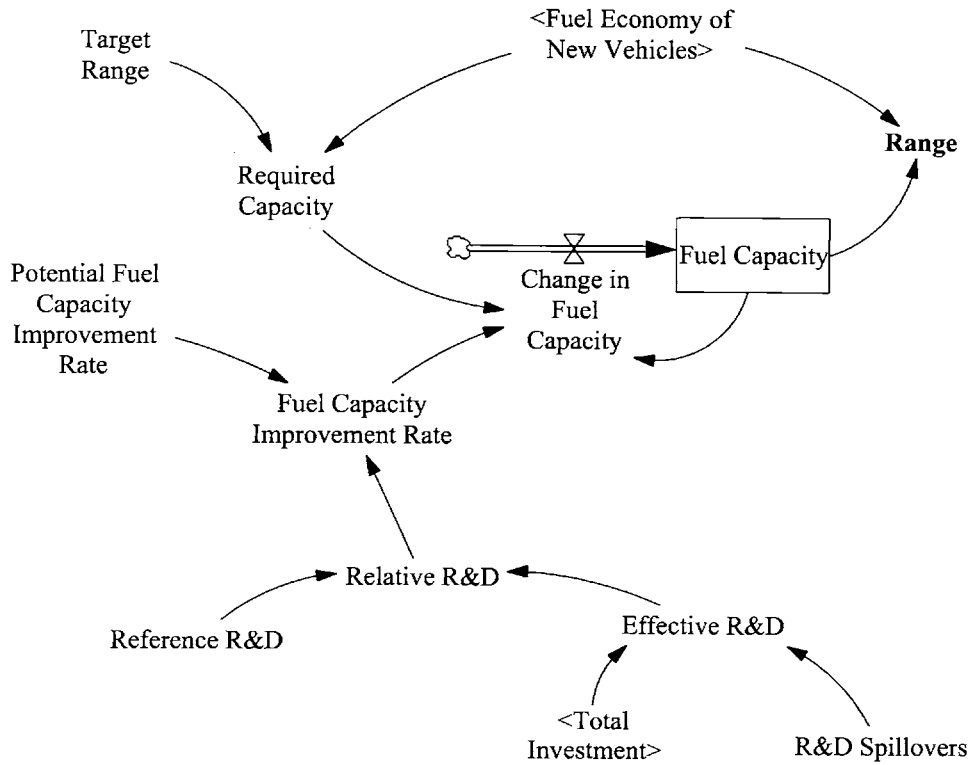 Target
Range
<Fuel Economy of
New Vehicles>
Range
Required
Capacity
Fuel Capacity
Change in
Fuel
Capacity
Potential Fuel
Capacity
Improvement
Rate
Fuel Capacity
Improvement Rate
Relative R&D
Reference R&D
Effective R&D
<Total
Investment>
R&D Spillovers